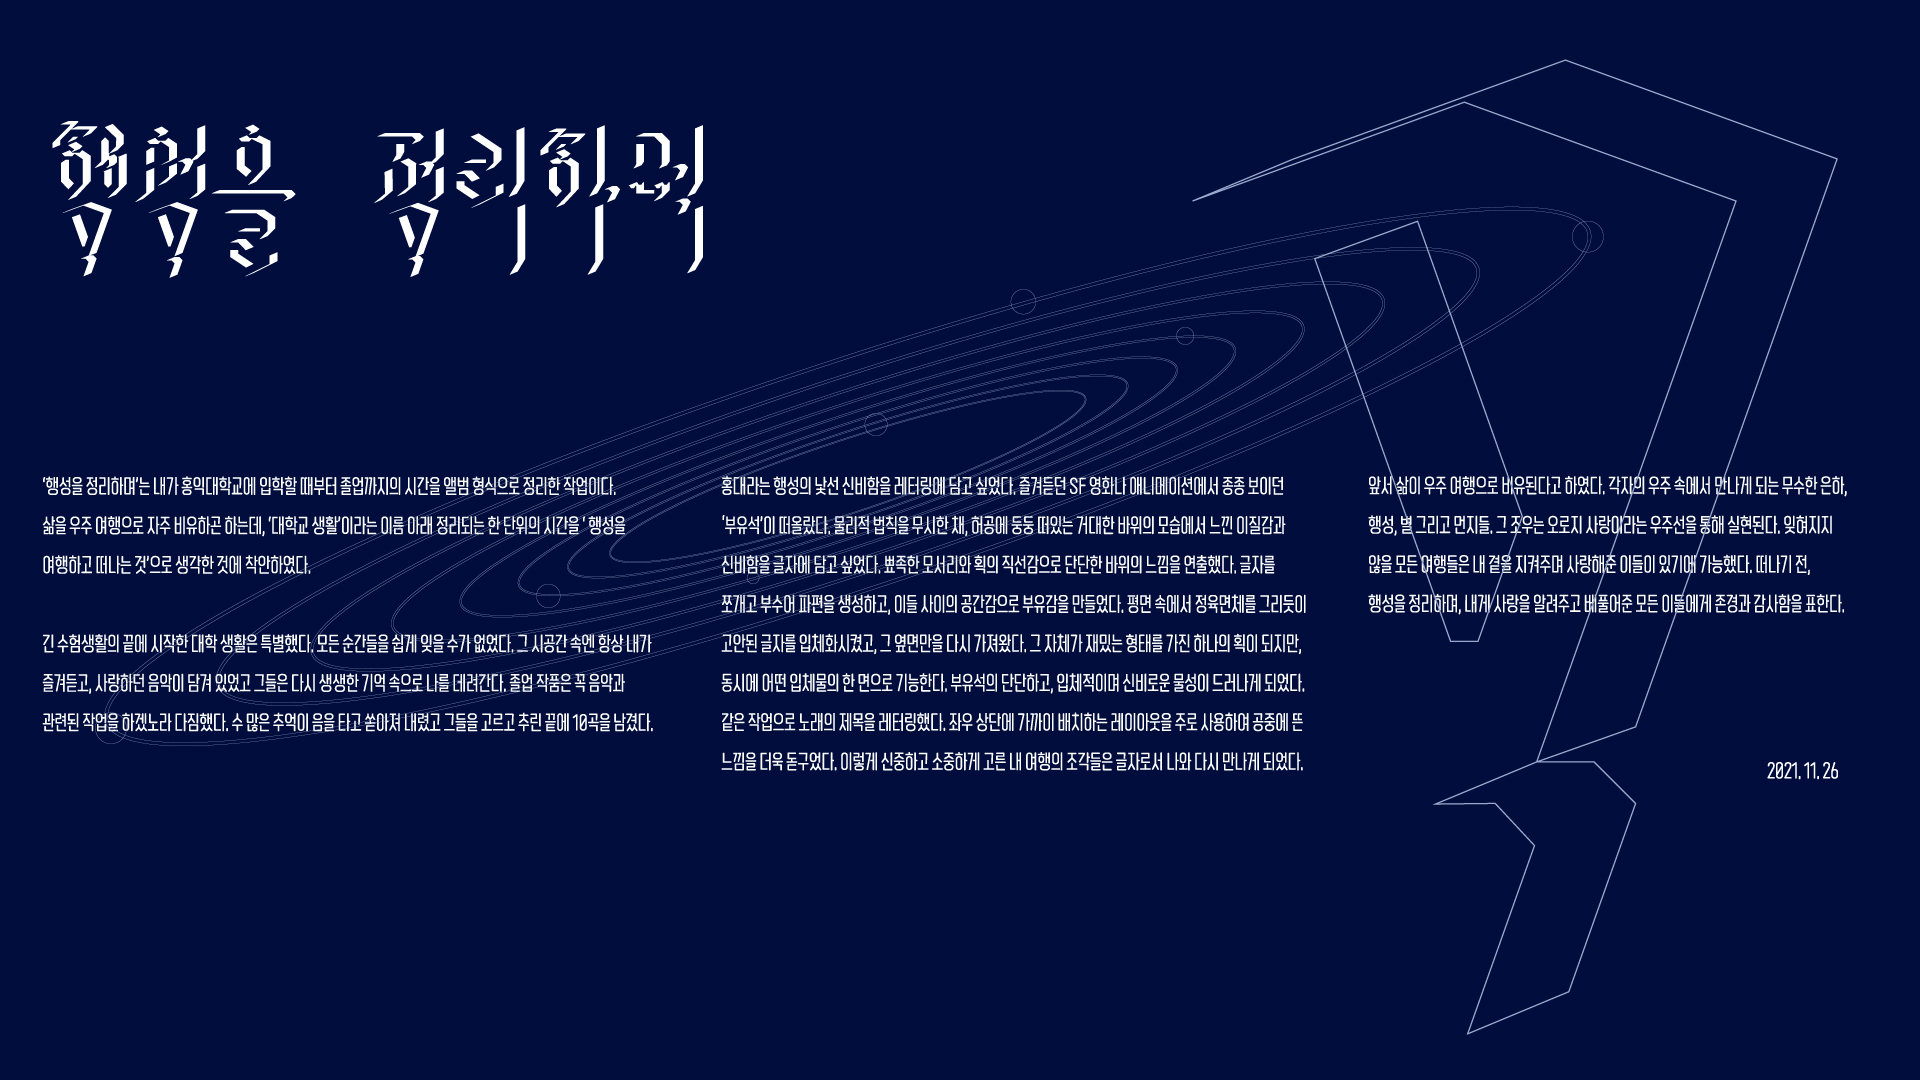 행성을 정리하며
‘행성을 정리하며’는 내가 홍익대학교에 입학할 때부터 졸업까지의 시간을 앨범 형식으로 정리한 작업이다.
삶을 우주 여행으로 자주 비유하곤 하는데, ‘대학교 생활’이라는 이름 아래 정리되는 한 단위의 시간을 ‘ 행성을
여행하고 떠나는 것’으로 생각한 것에 착안하였다.
긴 수험생활의 끝에 시작한 대학 생활은 특별했다. 모든 순간들을 쉽게 잊을 수가 없었다. 그 시공간 속엔 항상 내가
즐겨듣고, 사랑하던 음악이 담겨 있었고 그들은 다시 생생한 기억 속으로 나를 데려간다. 졸업 작품은 꼭 음악과
관련된 작업을 하겠노라 다짐했다. 수 많은 추억이 음을 타고 쏟아져 내렸고 그들을 고르고 추린 끝에 10곡을 남겼다.
홍대라는 행성의 낯선 신비함을 레터링에 담고 싶었다. 즐겨듣던 SF 영화나 애니메이션에서 종종 보이던
‘부유석’이 떠올랐다. 물리적 법칙을 무시한 채, 허공에 둥둥 떠있는 거대한 바위의 모습에서 느낀 이질감과
신비함을 글자에 담고 싶었다. 뾰족한 모서리와 획의 직선감으로 단단한 바위의 느낌을 연출했다. 글자를
쪼개고 부수어 파편을 생성하고, 이들 사이의 공간감으로 부유감을 만들었다. 평면 속에서 정육면체를 그리듯이
고안된 글자를 입체화시켰고, 그 옆면만을 다시 가져왔다. 그 자체가 재밌는 형태를 가진 하나의 획이 되지만,
동시에 어떤 입체물의 한 면으로 기능한다. 부유석의 단단하고, 입체적이며 신비로운 물성이 드러나게 되었다.
같은 작업으로 노래의 제목을 레터링했다. 좌우 상단에 가까이 배치하는 레이아웃을 주로 사용하여 공중에 뜬
느낌을 더욱 돋구었다. 이렇게 신중하고 소중하게 고른 내 여행의 조각들은 글자로서 나와 다시 만나게 되었다.
앞서 삶이 우주 여행으로 비유된다고 하였다. 각자의 우주 속에서 만나게 되는 무수한 은하,
행성, 별 그리고 먼지들. 그 조우는 오로지 사랑이라는 우주선을 통해 실현된다. 잊혀지지
않을 모든 여행들은 내 곁을 지켜주며 사랑해준 이들이 있기에 가능했다. 떠나기 전,
행성을 정리하며, 내게 사랑을 알려주고 베풀어준 모든 이들에게 존경과 감사함을 표한다.
2021. 11. 26